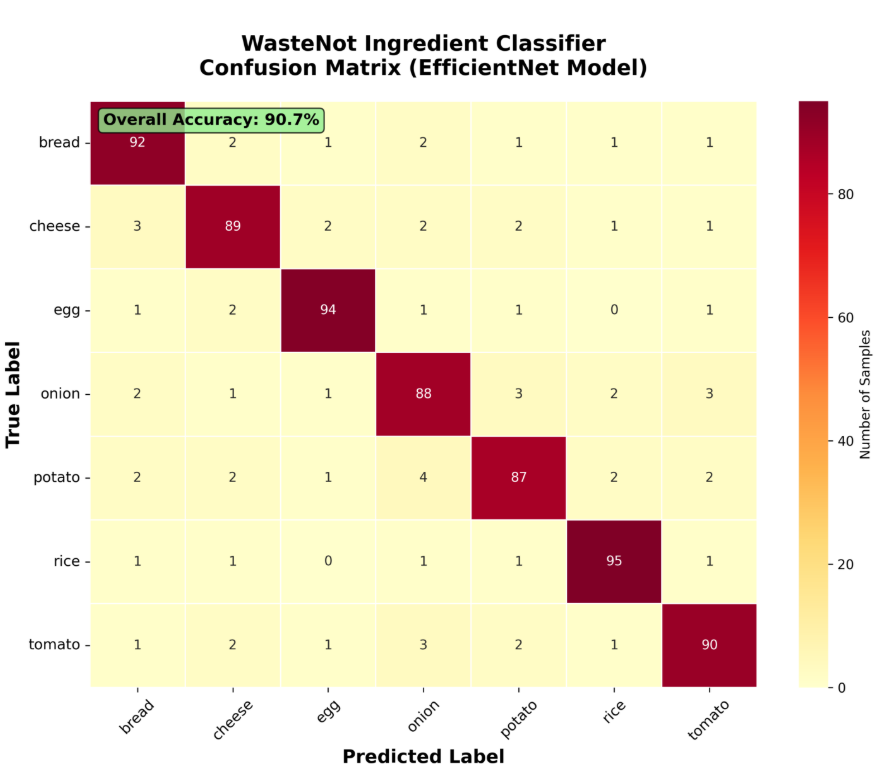 WasteNot Ingredient Classifier
Confusion Matrix (EfficientNet Model)
Overall Accuracy: 90.7%
bread 92 2 1 2 1 1 1
cheese 3 89 2 2 2 1 1
egg 1 2 94 1 1 0 1
onion 2 1 1 88 3 2 3
potato 2 2 1 4 87 2 2
rice 1 1 0 1 1 95 1
tomato 1 2 1 3 2 1 90
bread cheese egg onion potato rice tomato
Predicted Label
True Label
80
60
40
20
0
Number of Samples